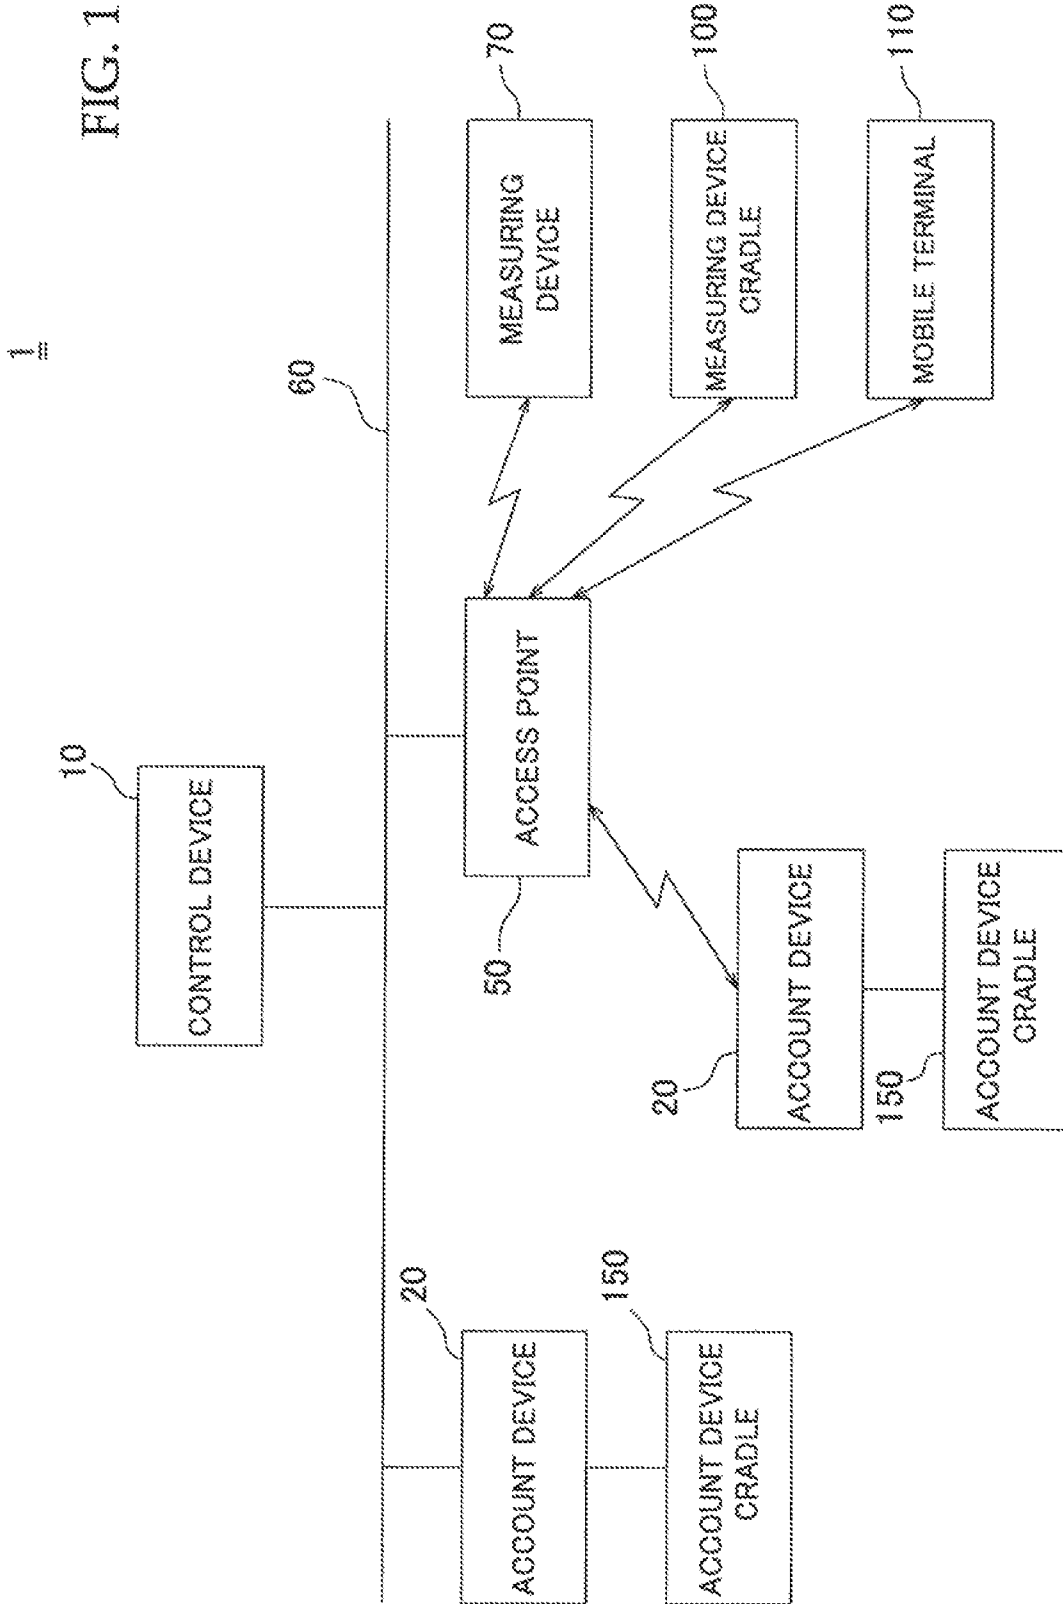 FIG. 1
1
10
CONTROL DEVICE
60
20
ACCOUNT DEVICE
150
ACCOUNT DEVICE
CRADLE
50
ACCESS POINT
20
ACCOUNT DEVICE
150
ACCOUNT DEVICE
CRADLE
MEASURING
DEVICE
70
MEASURING DEVICE
CRADLE
100
MOBILE TERMINAL
110